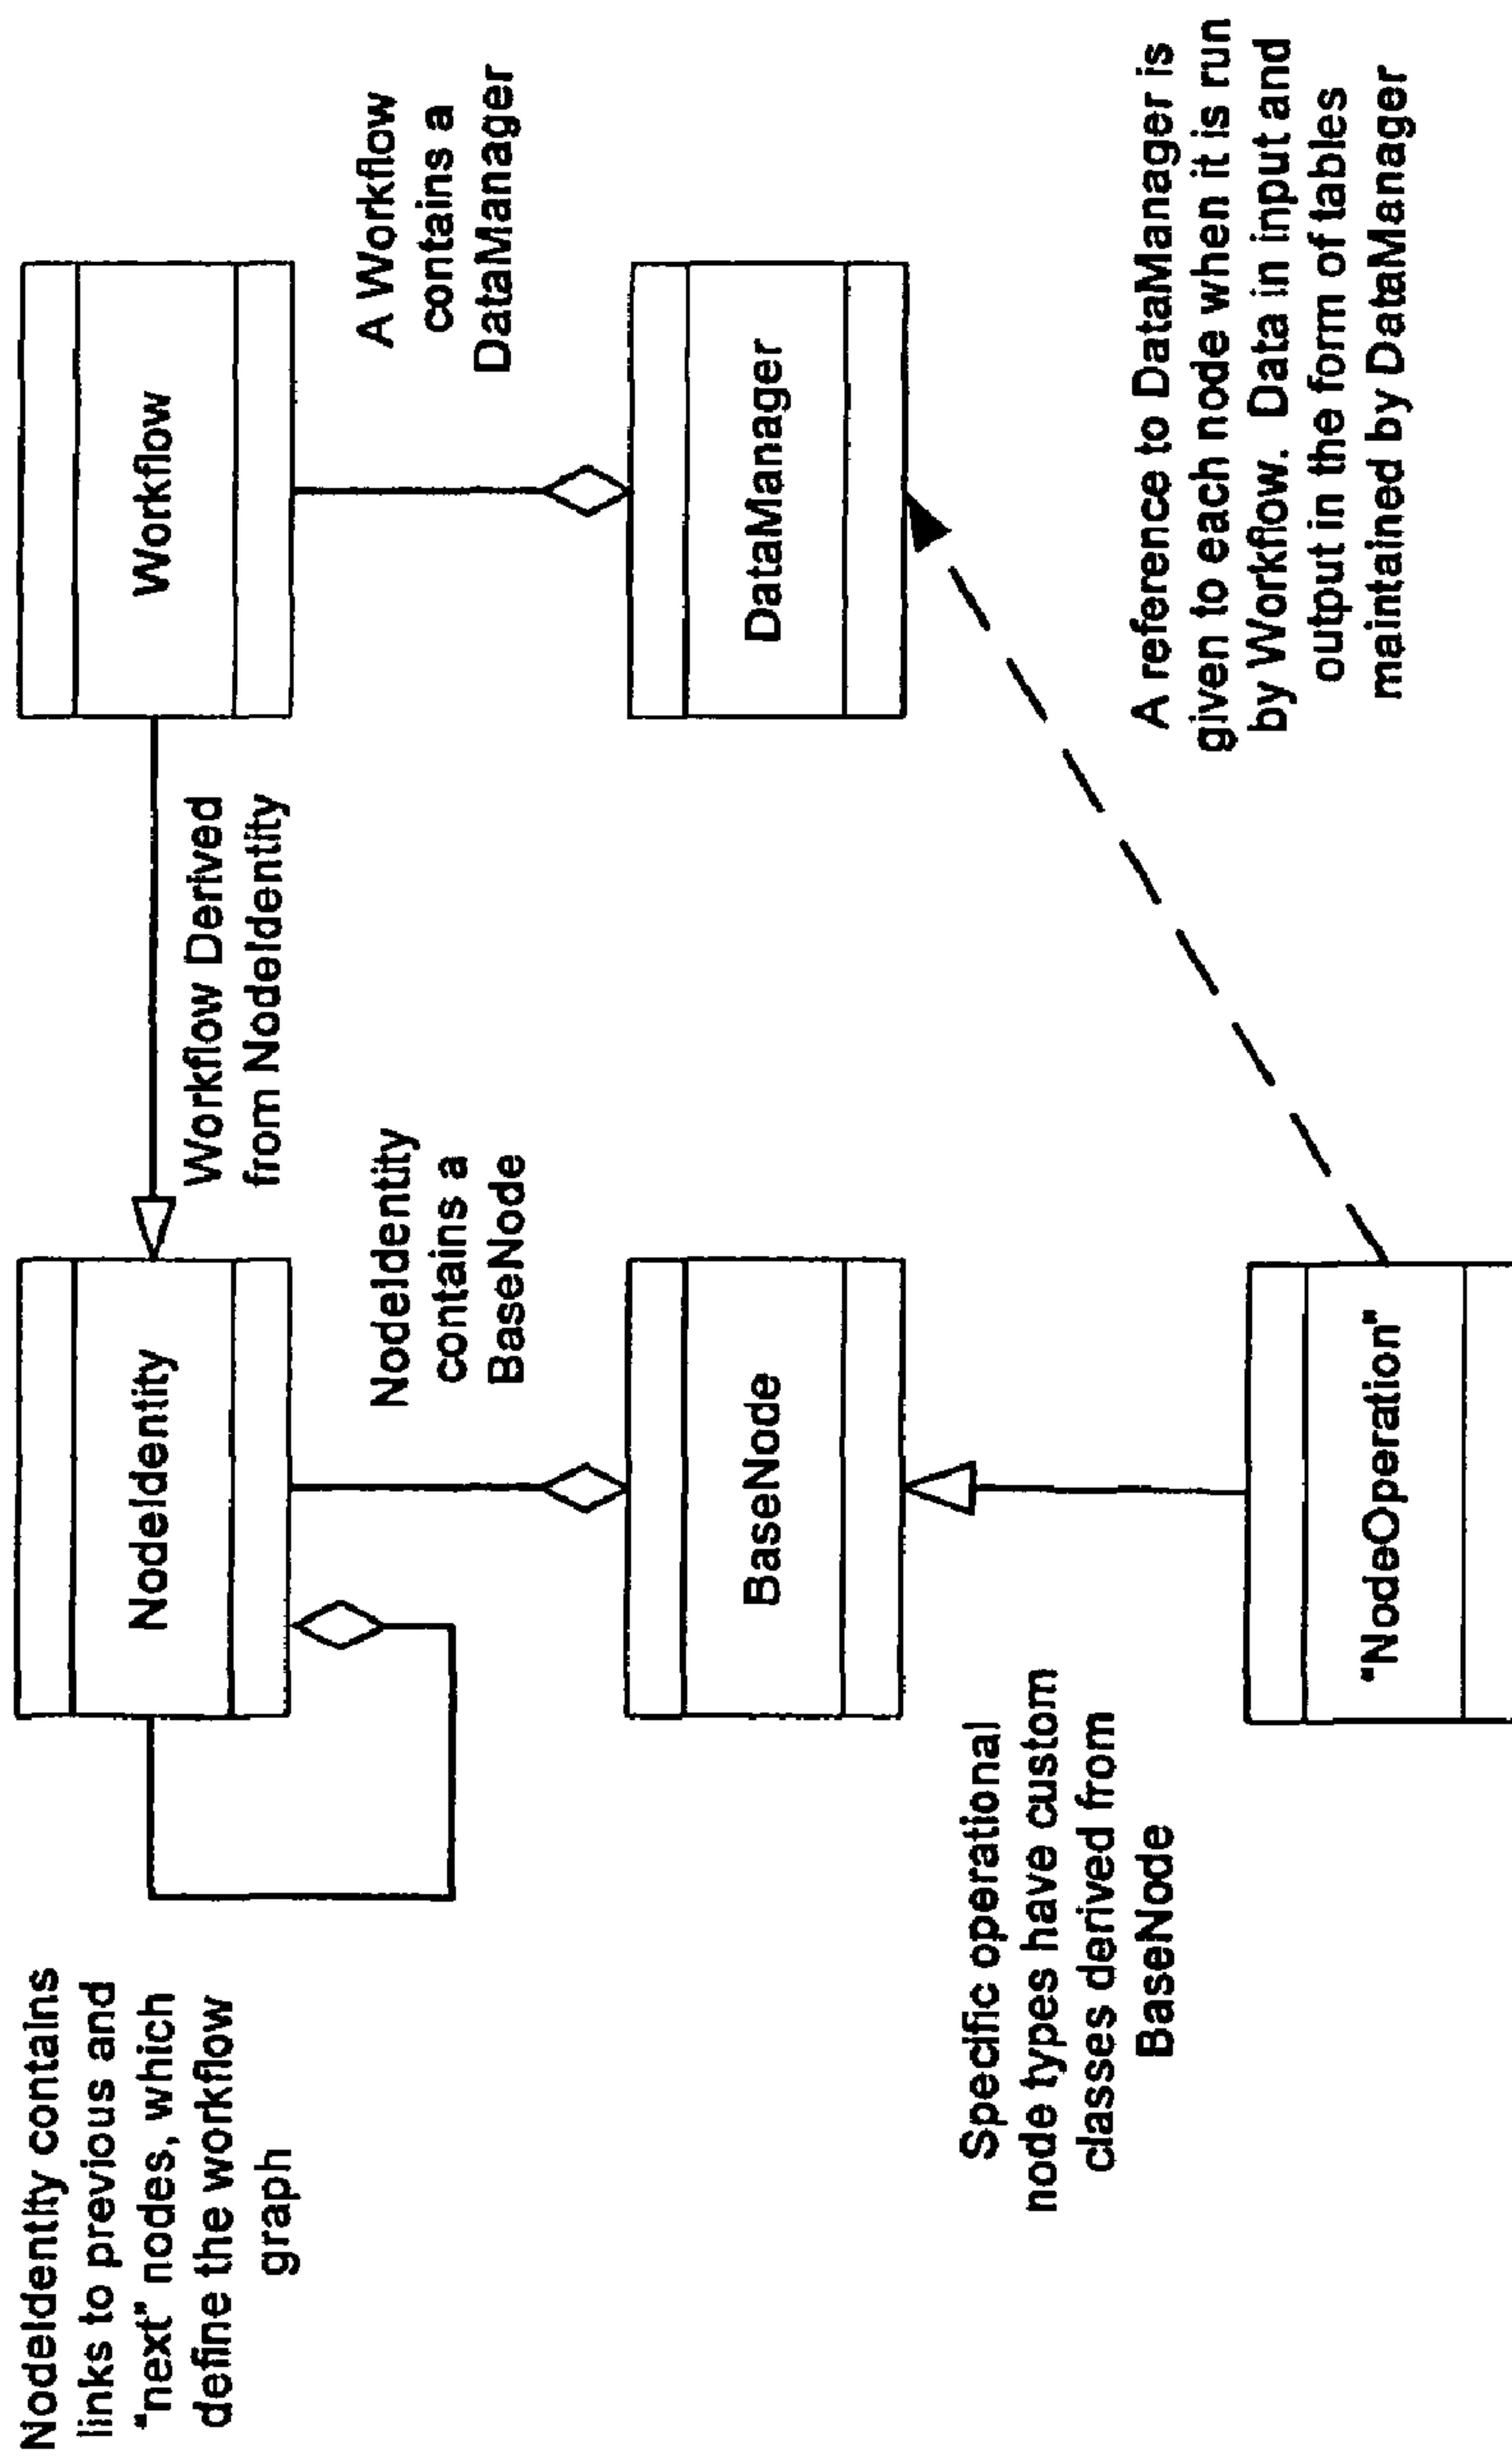 NodeIdentity contains
links to previous and
"next" nodes, which
define the workflow
graph
NodeIdentity
Workflow Derived
from NodeIdentity
Workflow
NodeIdentity
contains a
BaseNode
A Workflow
contains a
DataManager
BaseNode
DataManager
Specific operational
node types have custom
classes derived from
BaseNode
"NodeOperation"
A reference to DataManager is
given to each node when it is run
by Workflow. Data in input and
output in the form of tables
maintained by DataManager